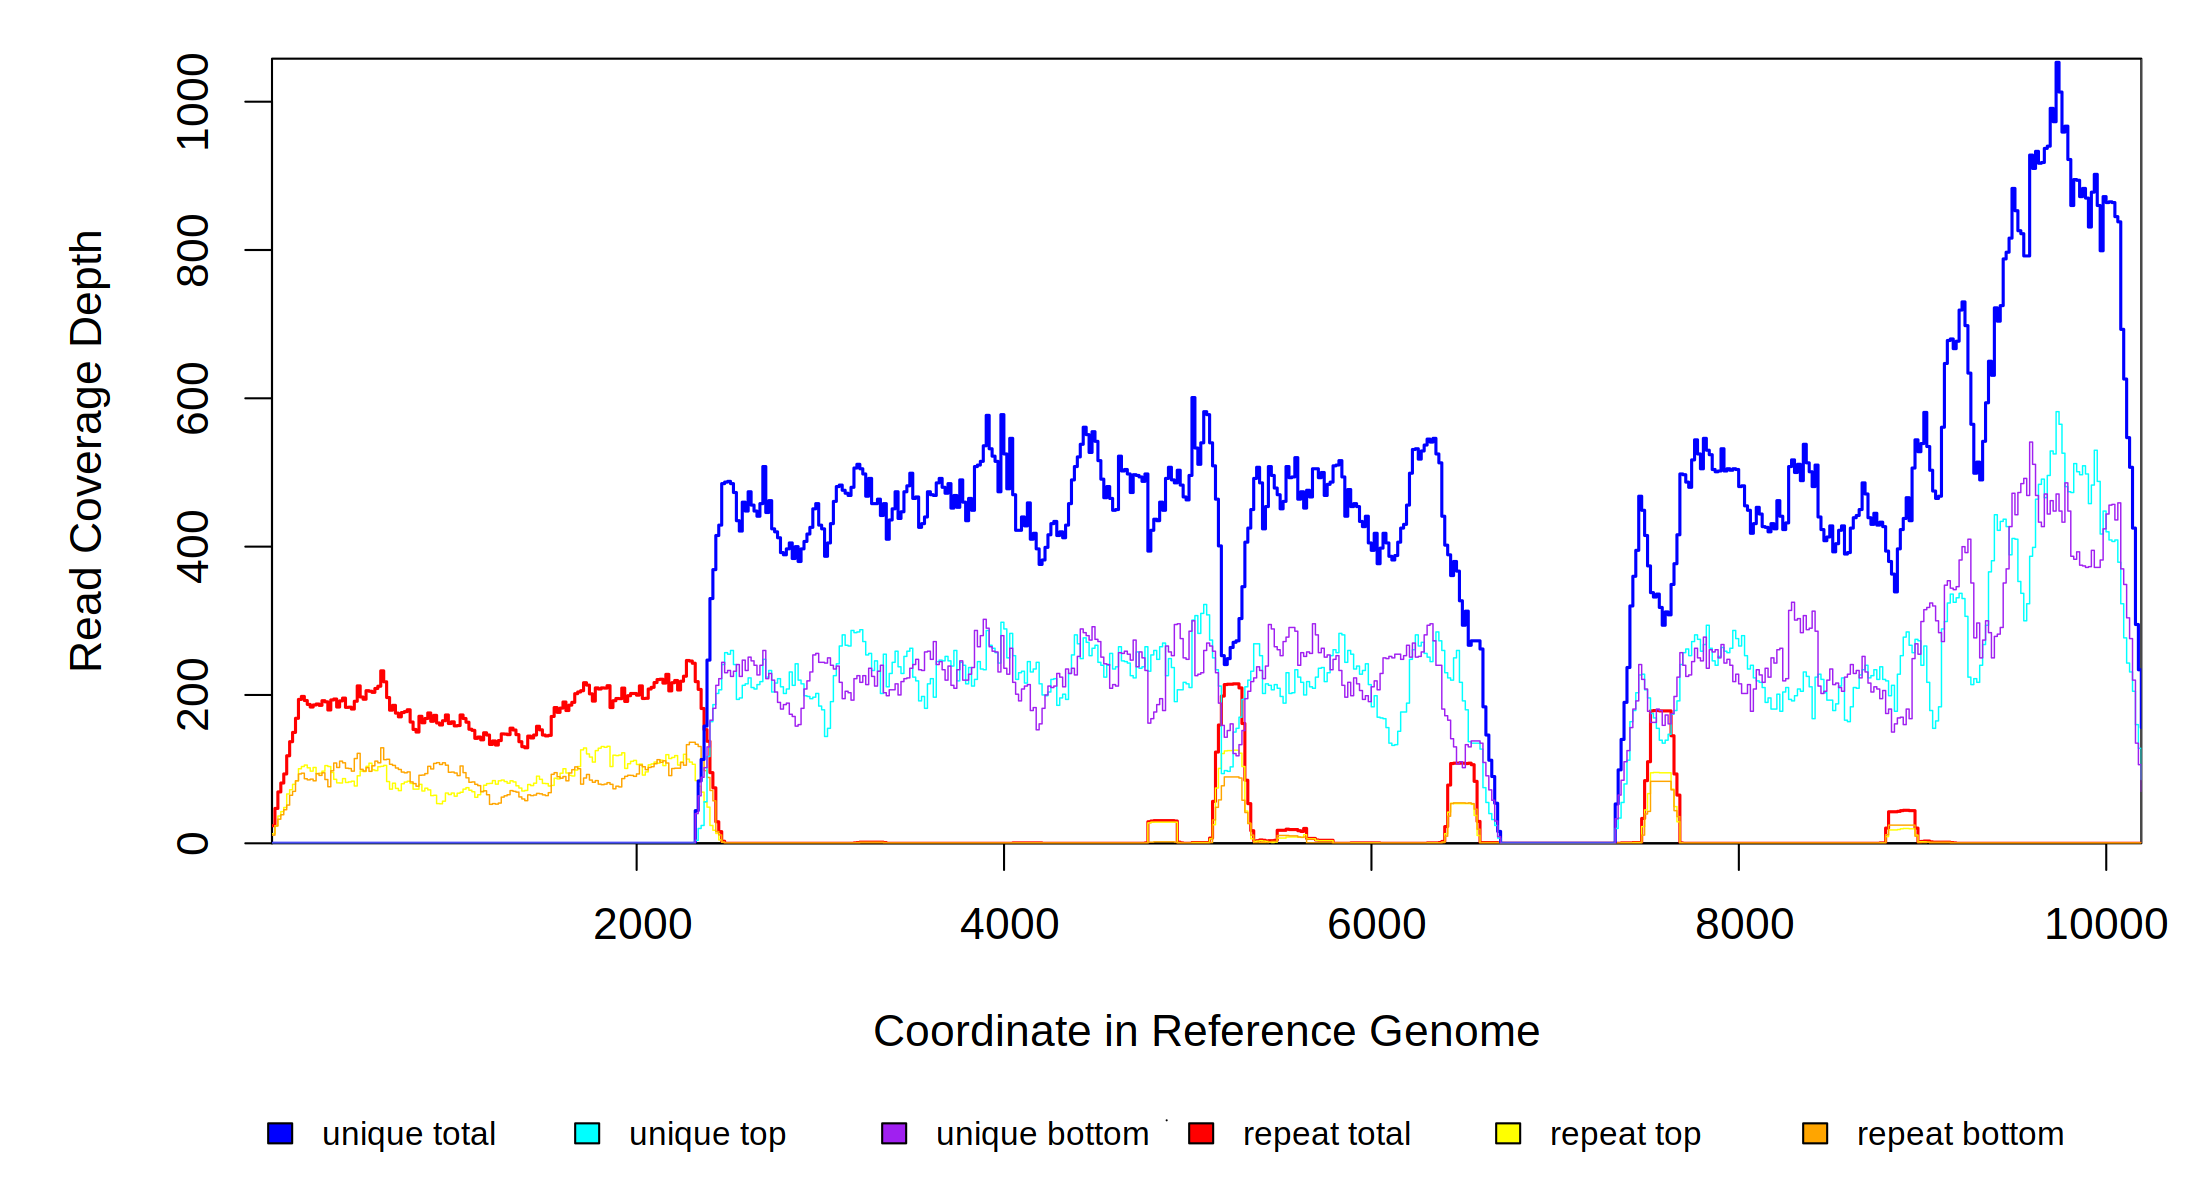 1000
800
600
400
200
0
Read Coverage Depth
2000 4000 6000 8000 10000
Coordinate in Reference Genome
unique total unique top unique bottom repeat total repeat top repeat bottom